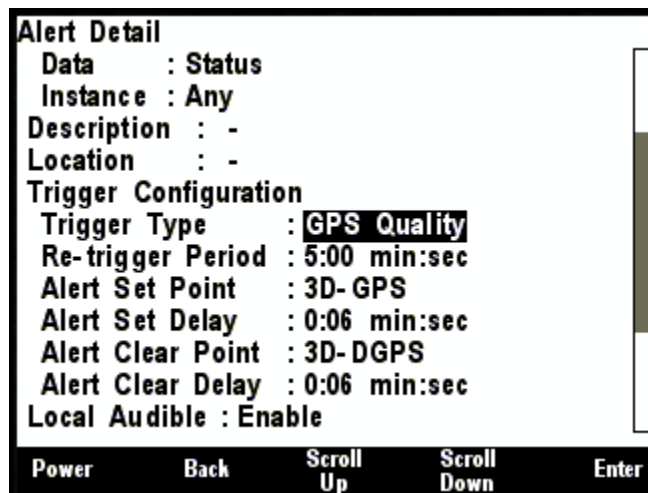 Alert Detail
Data : Status
Instance : Any
Description : -
Location : -
Trigger Configuration
Trigger Type : GPS Quality
Re-trigger Period : 5:00 min:sec
Alert Set Point : 3D-GPS
Alert Set Delay : 0:06 min:sec
Alert Clear Point : 3D-DGPS
Alert Clear Delay : 0:06 min:sec
Local Audible : Enable
Power Back Scroll Up Scroll Down Enter